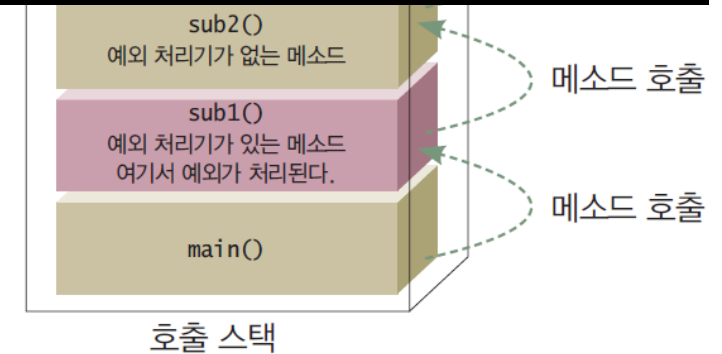 sub2()
예외 처리기가 없는 메소드
메소드 호출
sub1()
예외 처리기가 있는 메소드
여기서 예외가 처리된다.
메소드 호출
main()
호출 스택